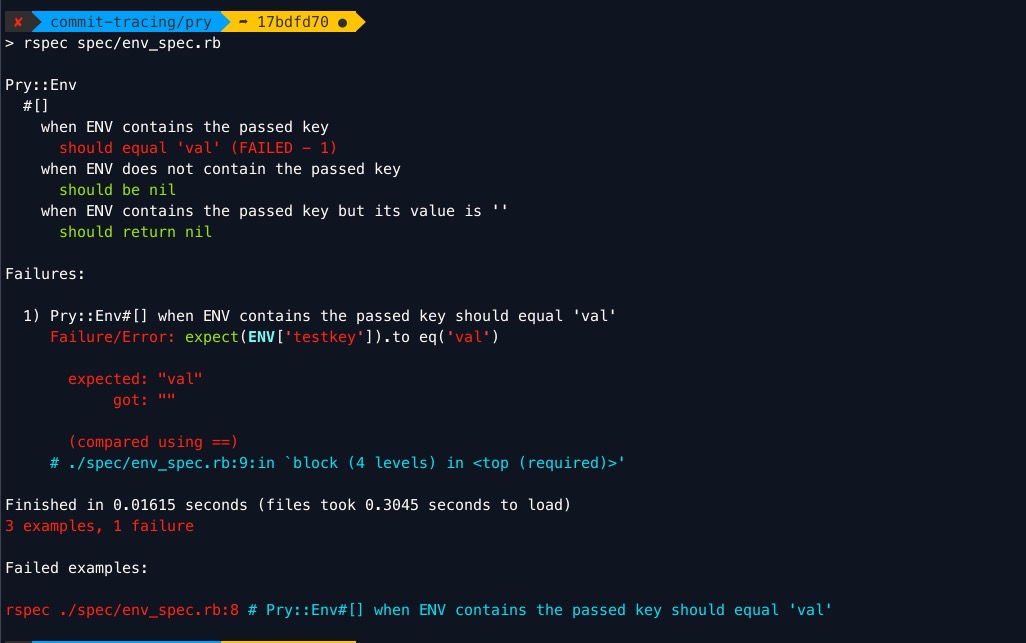 ✘ commit-tracing/pry ➦ 17bdfd70 ●
> rspec spec/env_spec.rb
Pry::Env
#[]
when ENV contains the passed key
should equal 'val' (FAILED - 1)
when ENV does not contain the passed key
should be nil
when ENV contains the passed key but its value is ''
should return nil
Failures:
1) Pry::Env#[] when ENV contains the passed key should equal 'val'
Failure/Error: expect(ENV['testkey']).to eq('val')
expected: "val"
got: ""
(compared using ==)
# ./spec/env_spec.rb:9:in `block (4 levels) in <top (required)>'
Finished in 0.01615 seconds (files took 0.3045 seconds to load)
3 examples, 1 failure
Failed examples:
rspec ./spec/env_spec.rb:8 # Pry::Env#[] when ENV contains the passed key should equal 'val'